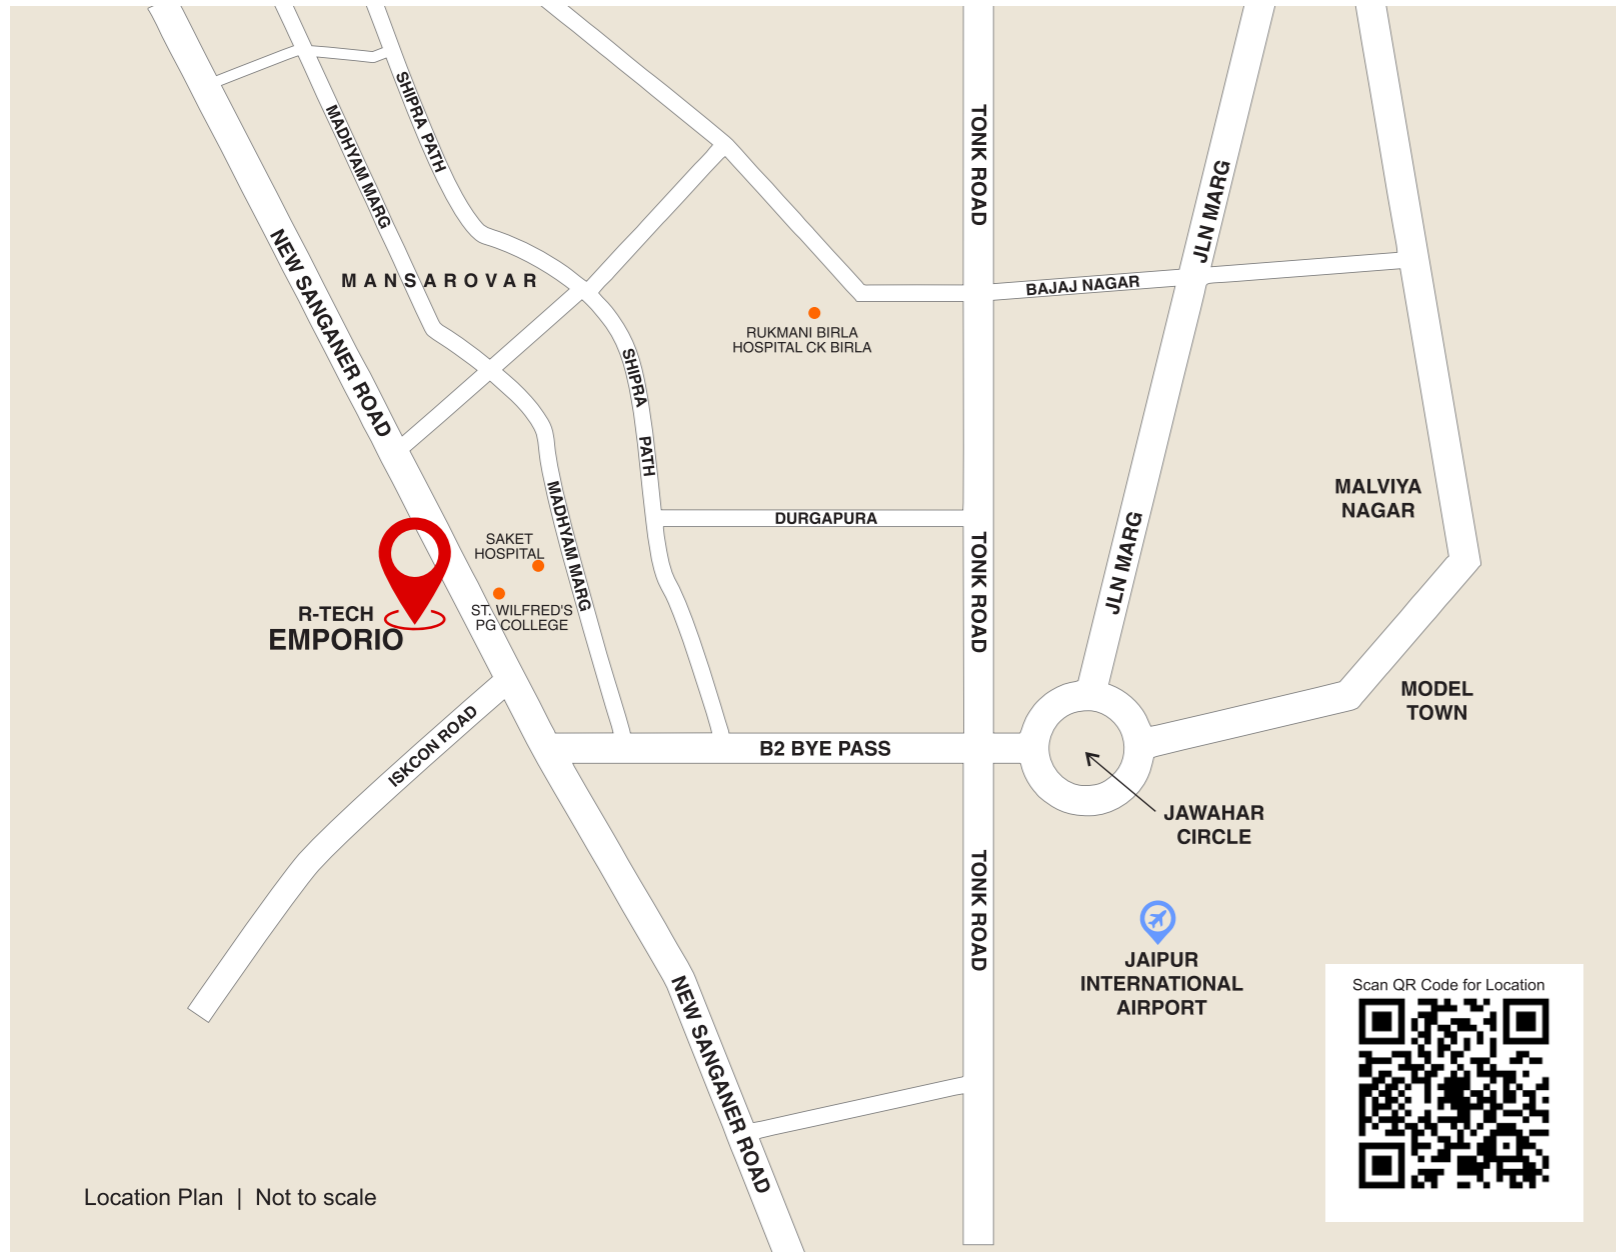 SHIPRA PATH
MADHYAM MARG
TONK ROAD
JLN MARG
NEW SANGANER ROAD
MANSAROVAR
BAJAJ NAGAR
RUKMANI BIRLA
HOSPITAL CK BIRLA
SHIPRA PATH
MADHYAM MARG
MALVIYA
NAGAR
DURGAPURA
SAKET
HOSPITAL
TONK ROAD
JLN MARG
R-TECH
EMPORIO
ST. WILFRED'S
PG COLLEGE
MODEL
TOWN
ISKCON ROAD
B2 BYE PASS
JAWAHAR
CIRCLE
TONK ROAD
JAIPUR
INTERNATIONAL
AIRPORT
NEW SANGANER ROAD
Scan QR Code for Location
Location Plan | Not to scale